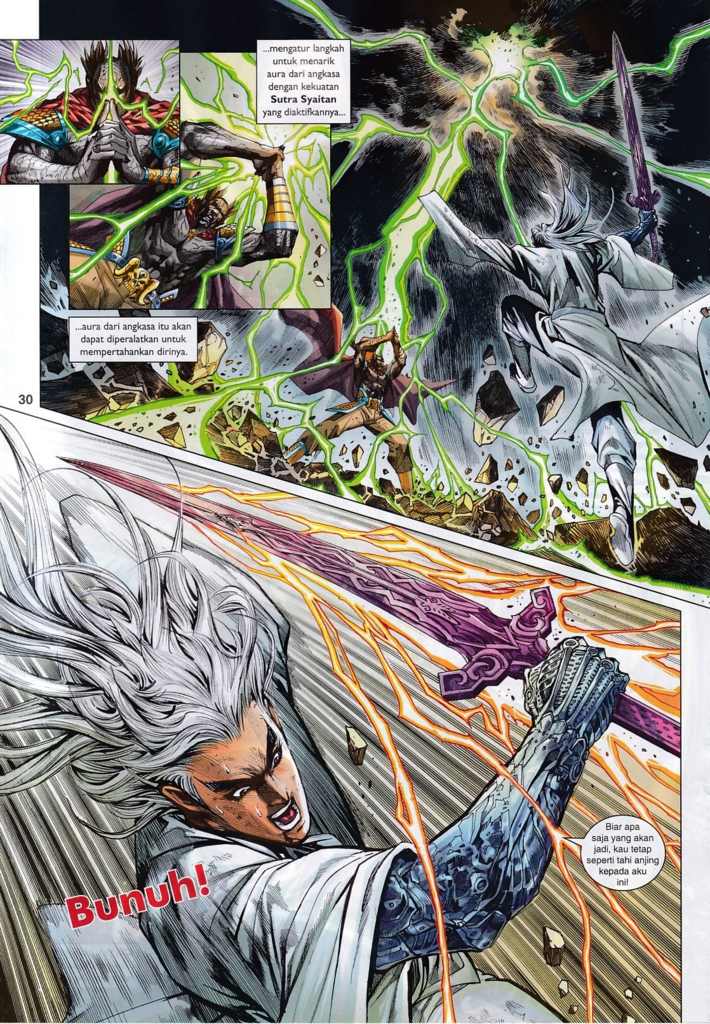 ...mengatur langkah
untuk menarik
aura dari angkasa
dengan kekuatan
Sutra Syaitan
yang diaktifkannya...
...aura dari angkasa itu akan
dapat diperalatkan untuk
mempertahankan dirinya.
30
Biar apa
saja yang akan
jadi, kau tetap
seperti tahi anjing
kepada aku
ini!
Bunuh!